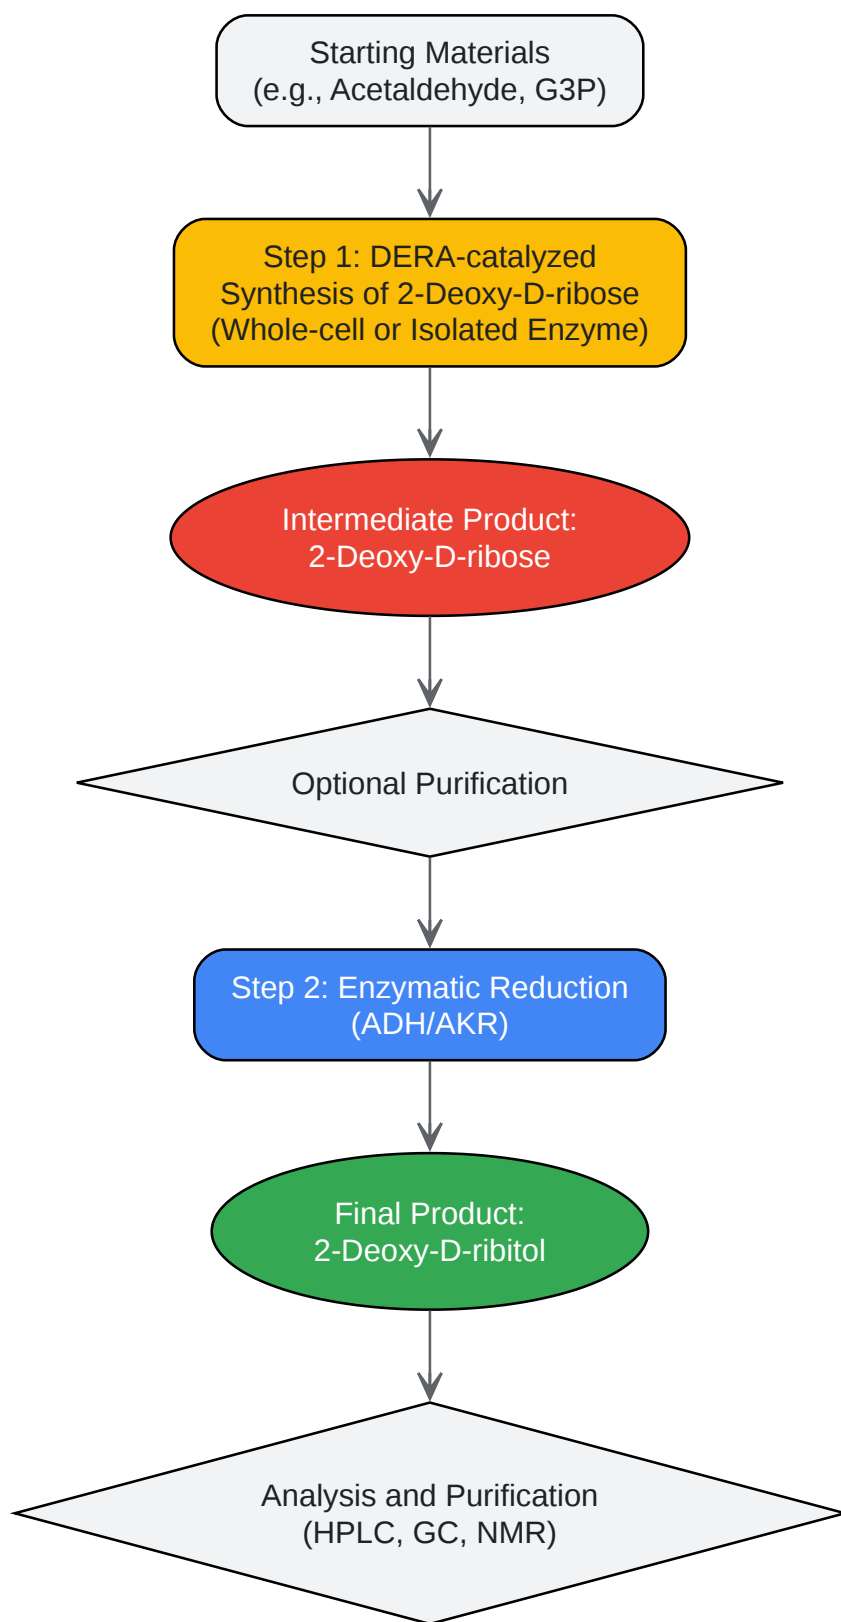 Starting Materials
(e.g., Acetaldehyde, G3P)
Step 1: DERA-catalyzed
Synthesis of 2-Deoxy-D-ribose
(Whole-cell or Isolated Enzyme)
Intermediate Product:
2-Deoxy-D-ribose
Optional Purification
Step 2: Enzymatic Reduction
(ADH/AKR)
Final Product:
2-Deoxy-D-ribitol
Analysis and Purification
(HPLC, GC, NMR)